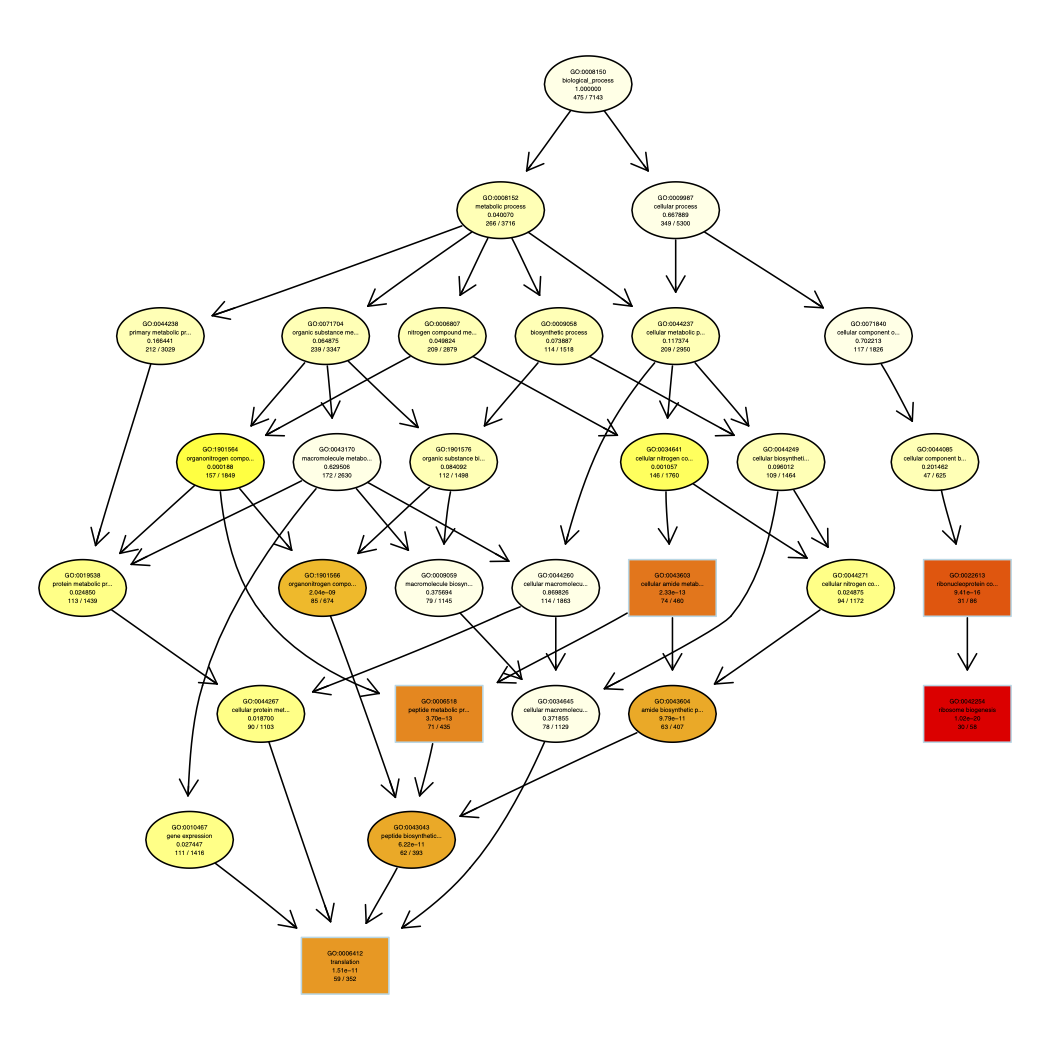 GO:0008150
biological_process
1.000000
475 / 7143
GO:0008152
metabolic process
0.040070
266 / 3716
GO:0009987
cellular process
0.667889
349 / 5300
GO:0044238
primary metabolic pr...
0.166441
212 / 3029
GO:0071704
organic substance me...
0.064875
239 / 3347
GO:0006807
nitrogen compound me...
0.049824
209 / 2879
GO:0009058
biosynthetic process
0.073887
114 / 1518
GO:0044237
cellular metabolic p...
0.117374
209 / 2950
GO:0071840
cellular component o...
0.702213
117 / 1826
GO:1901564
organonitrogen compo...
0.000188
157 / 1849
GO:0043170
macromolecule metabo...
0.629506
172 / 2630
GO:1901576
organic substance bi...
0.084092
112 / 1498
GO:0034641
cellular nitrogen co...
0.001057
146 / 1760
GO:0044249
cellular biosyntheti...
0.096012
109 / 1464
GO:0044085
cellular component b...
0.201462
47 / 625
GO:0019538
protein metabolic pr...
0.024850
113 / 1439
GO:1901566
organonitrogen compo...
2.04e−09
85 / 674
GO:0009059
macromolecule biosyn...
0.375694
79 / 1145
GO:0044260
cellular macromolecu...
0.869826
114 / 1863
GO:0043603
cellular amide metab...
2.33e−13
74 / 460
GO:0044271
cellular nitrogen co...
0.024875
94 / 1172
GO:0022613
ribonucleoprotein co...
9.41e−16
31 / 86
GO:0044267
cellular protein met...
0.018700
90 / 1103
GO:0006518
peptide metabolic pr...
3.70e−13
71 / 435
GO:0034645
cellular macromolecu...
0.371855
78 / 1129
GO:0043604
amide biosynthetic p...
9.79e−11
63 / 407
GO:0042254
ribosome biogenesis
30 / 58
GO:0010467
gene expression
0.027447
111 / 1416
GO:0043043
peptide biosynthetic...
6.22e−11
62 / 393
GO:0006412
translation
1.51e−11
59 / 352